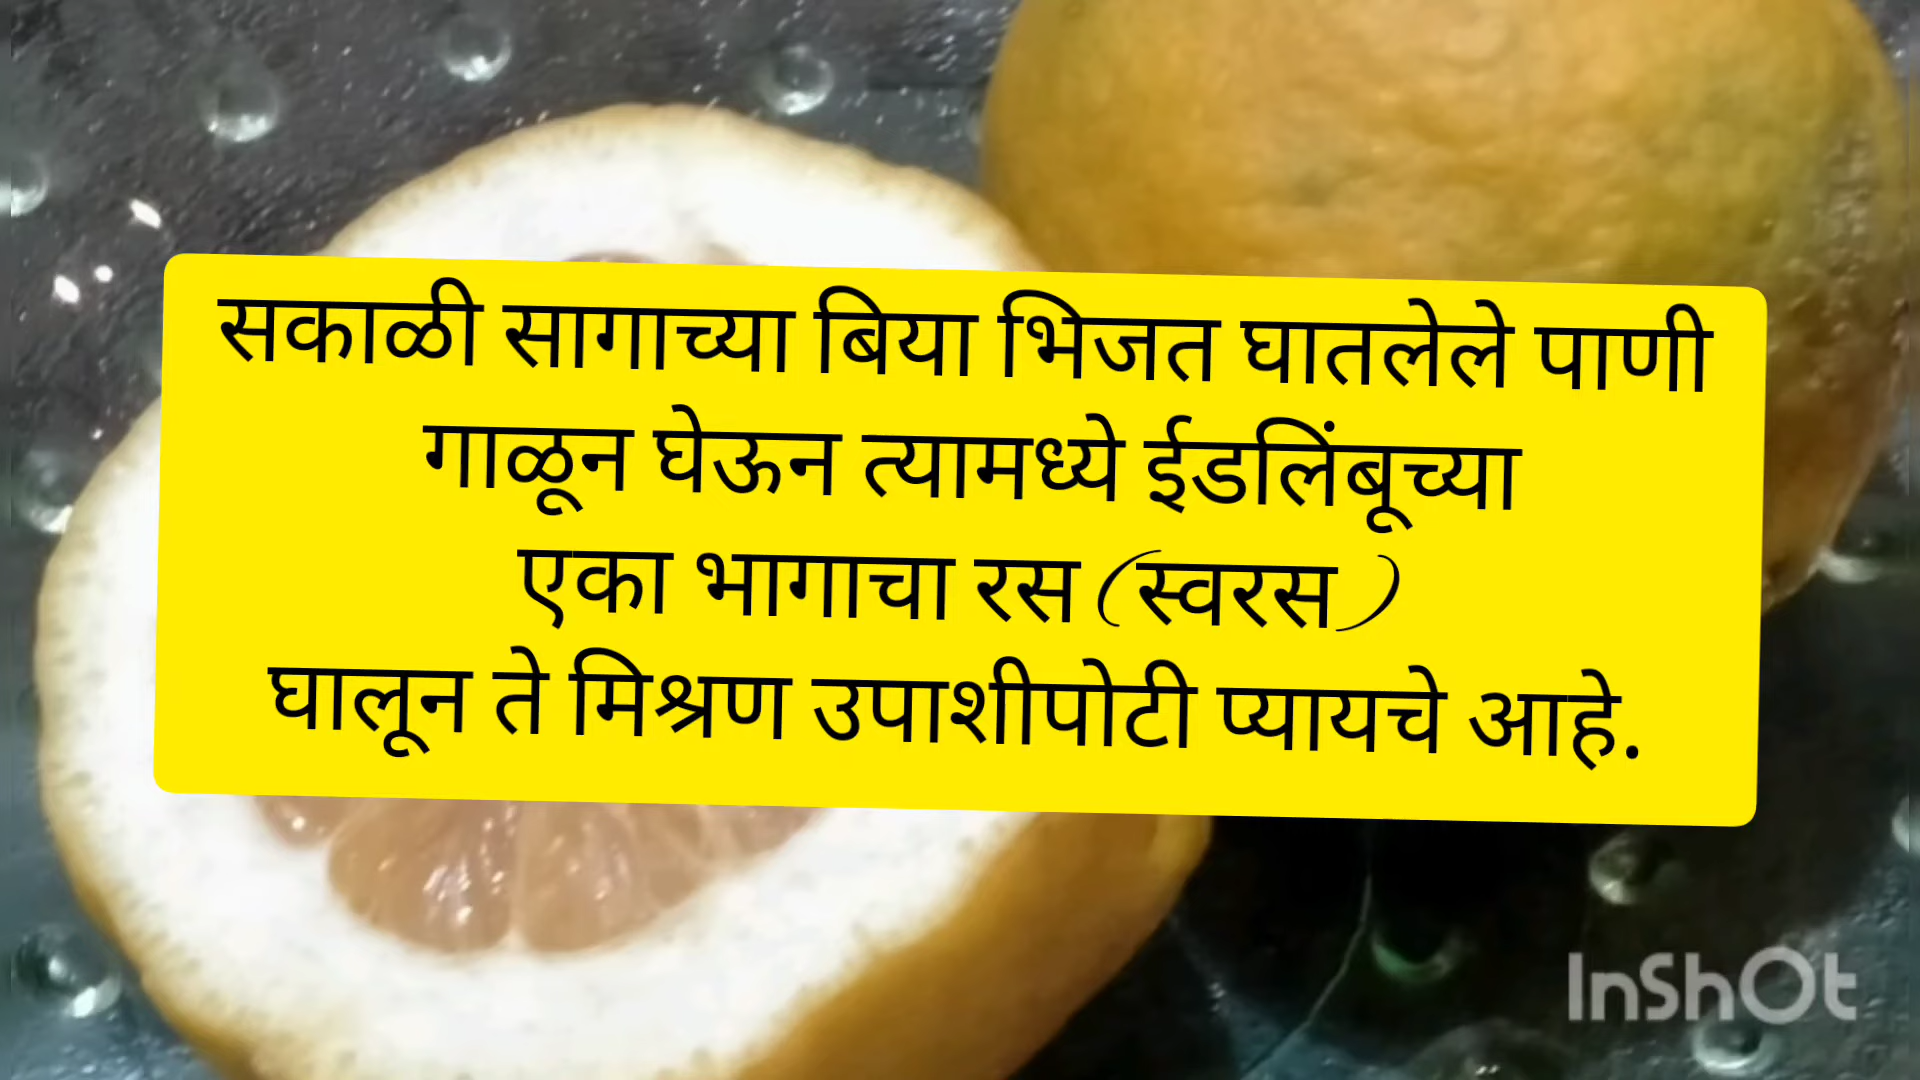 सकाळी सागाच्या बिया भिजत घातलेले पाणी
गाळून घेऊन त्यामध्ये ईडलिंबूच्या
एका भागाचा रस (स्वरस)
घालून ते मिश्रण उपाशीपोटी प्यायचे आहे.
InShOt